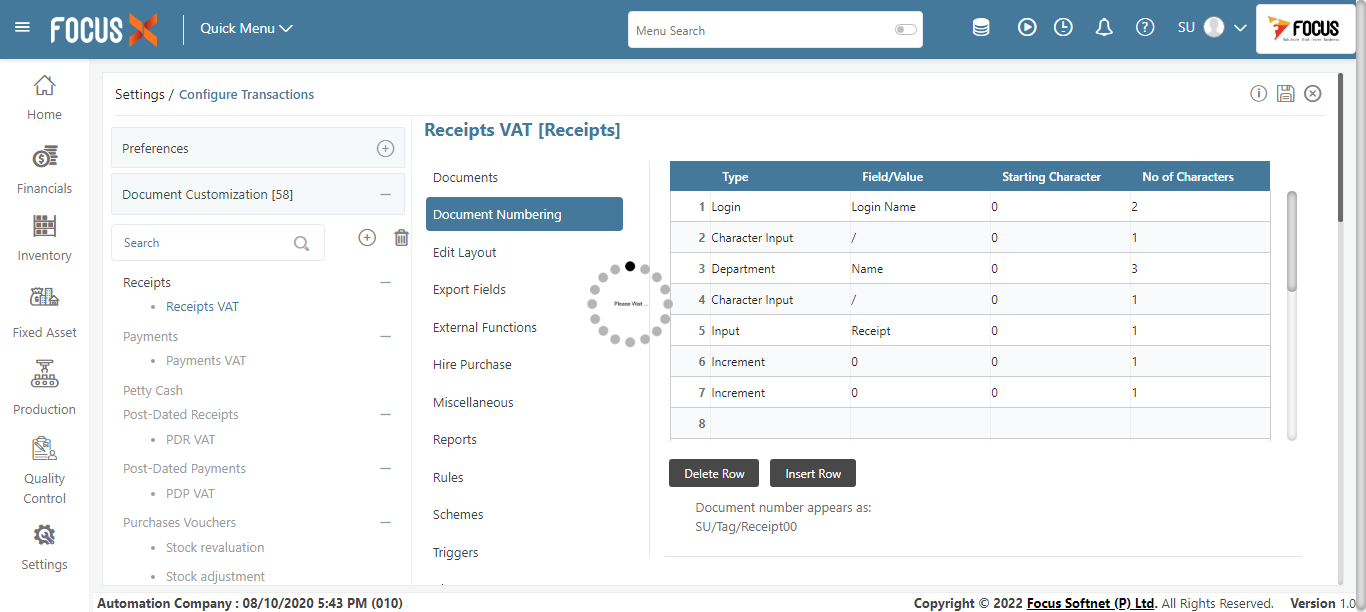 FOCUS X
Quick Menu
Menu Search
SU
FOCUS
Home
Financials
Inventory
Fixed Asset
Production
Quality
Control
Settings
Settings / Configure Transactions
Preferences
Document Customization [58]
Search
Receipts
Receipts VAT
Payments
Payments VAT
Petty Cash
Post-Dated Receipts
PDR VAT
Post-Dated Payments
PDP VAT
Purchases Vouchers
Stock revaluation
Stock adjustment
Receipts VAT [Receipts]
Documents
Document Numbering
Edit Layout
Export Fields
External Functions
Hire Purchase
Miscellaneous
Reports
Rules
Schemes
Triggers
Please Wait ...
Type Field/Value Starting Character No of Characters
1 Login Login Name 0 2
2 Character Input / 0 1
3 Department Name 0 3
4 Character Input / 0 1
5 Input Receipt 0 1
6 Increment 0 0 1
7 Increment 0 0 1
8
Delete Row Insert Row
Document number appears as:
SU/Tag/Receipt00
Automation Company : 08/10/2020 5:43 PM (010)
Copyright © 2022 Focus Softnet (P) Ltd. All Rights Reserved. Version 1.0